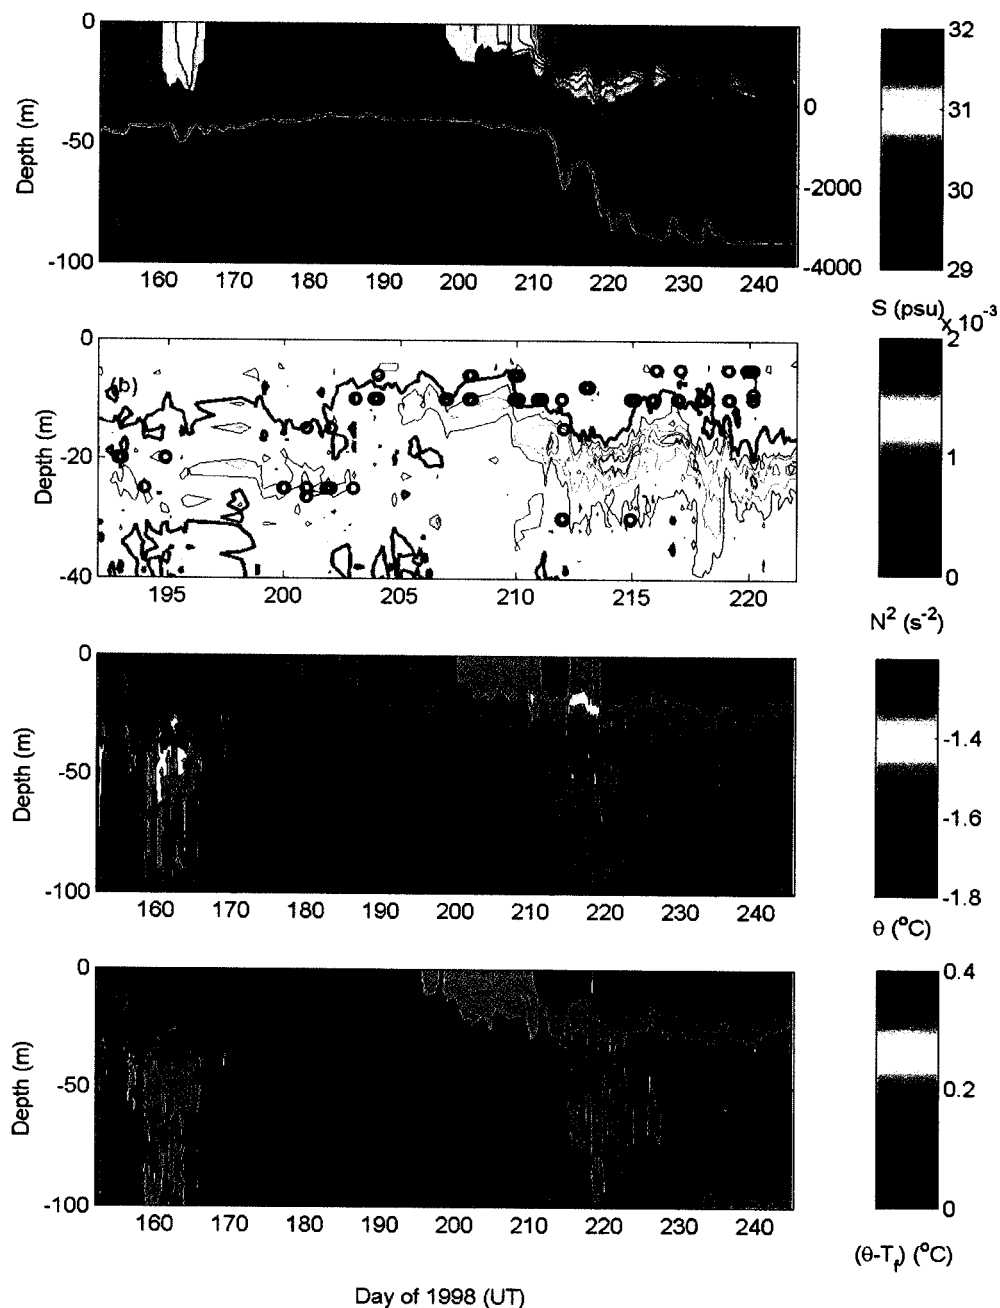 0
Depth (m)
-50
-100
0
-2000
-4000
160 170 180 190 200 210 220 230 240
32
31
30
29
S (psu)
x 10-3
0
(b)
Depth (m)
-20
-40
195 200 205 210 215 220
2
1
0
N2 (s-2)
0
Depth (m)
-50
-100
160 170 180 190 200 210 220 230 240
-1.4
-1.6
-1.8
θ (oC)
0
Depth (m)
-50
-100
160 170 180 190 200 210 220 230 240
0.4
0.2
0
(θ-Tf) (oC)
Day of 1998 (UT)